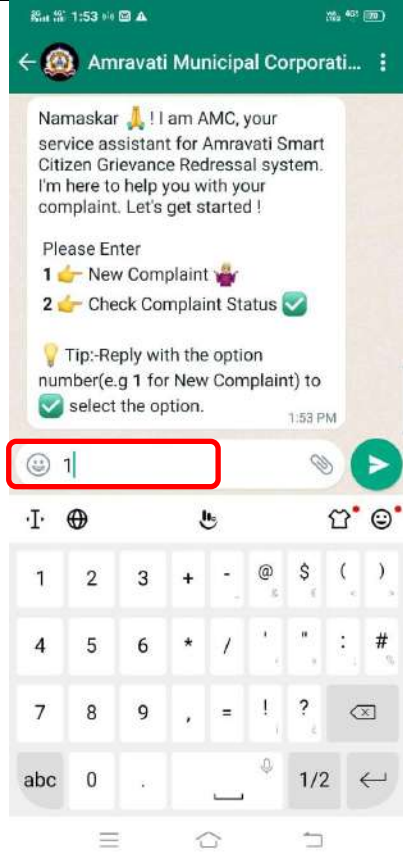 1:53
4G+ 70
Amravati Municipal Corporati...
Namaskar 🙏 ! I am AMC, your
service assistant for Amravati Smart
Citizen Grievance Redressal system.
I'm here to help you with your
complaint. Let's get started !
Please Enter
1 👉 New Complaint 🤷‍♀️
2 👉 Check Complaint Status ✅
💡 Tip:-Reply with the option
number(e.g 1 for New Complaint) to
✅ select the option.
1:53 PM
1
1 2 3 + - @ $ ( )
4 5 6 * / ' " : #
7 8 9 , = ! ?
abc 0 . 1/2